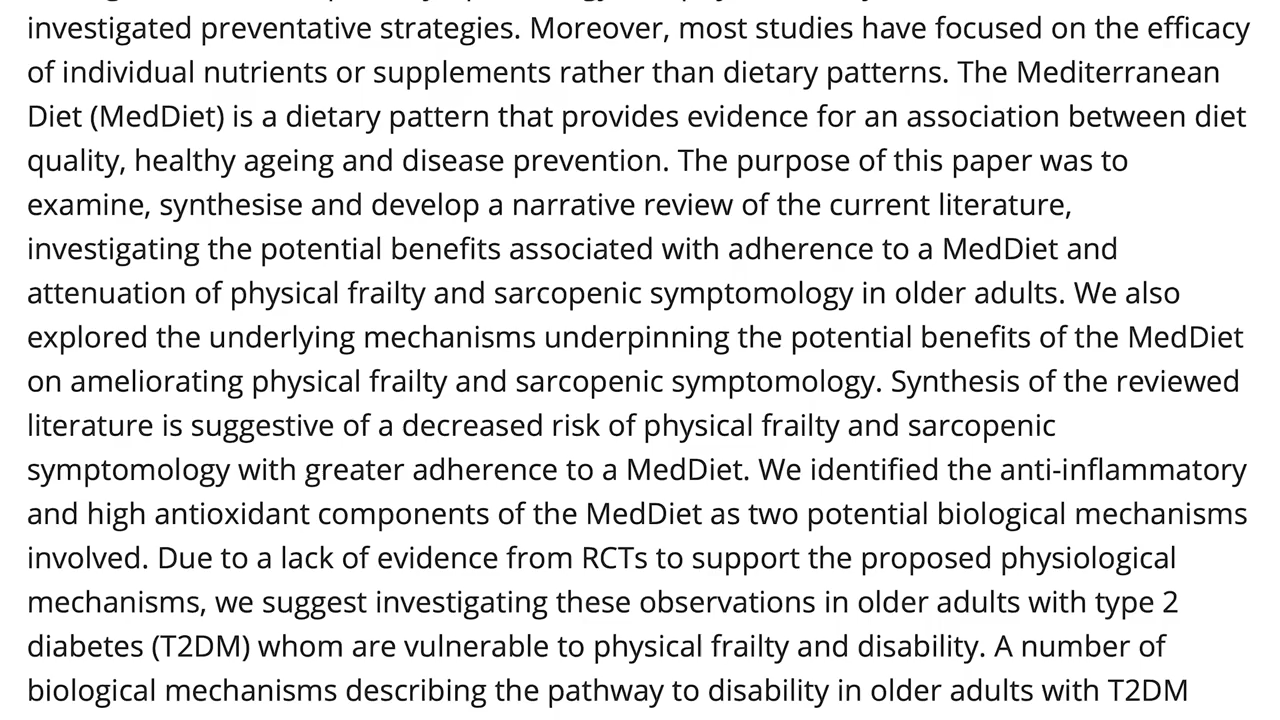 investigated preventative strategies. Moreover, most studies have focused on the efficacy
of individual nutrients or supplements rather than dietary patterns. The Mediterranean
Diet (MedDiet) is a dietary pattern that provides evidence for an association between diet
quality, healthy ageing and disease prevention. The purpose of this paper was to
examine, synthesise and develop a narrative review of the current literature,
investigating the potential benefits associated with adherence to a MedDiet and
attenuation of physical frailty and sarcopenic symptomology in older adults. We also
explored the underlying mechanisms underpinning the potential benefits of the MedDiet
on ameliorating physical frailty and sarcopenic symptomology. Synthesis of the reviewed
literature is suggestive of a decreased risk of physical frailty and sarcopenic
symptomology with greater adherence to a MedDiet. We identified the anti-inflammatory
and high antioxidant components of the MedDiet as two potential biological mechanisms
involved. Due to a lack of evidence from RCTs to support the proposed physiological
mechanisms, we suggest investigating these observations in older adults with type 2
diabetes (T2DM) whom are vulnerable to physical frailty and disability. A number of
biological mechanisms describing the pathway to disability in older adults with T2DM